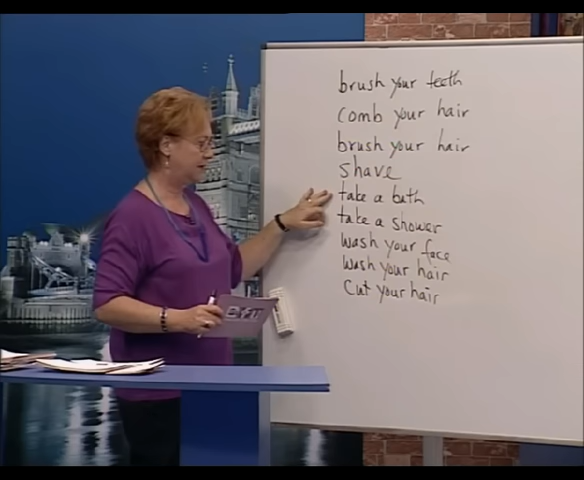 brush your teeth
comb your hair
brush your hair
shave
take a bath
take a shower
wash your face
wash your hair
Cut your hair